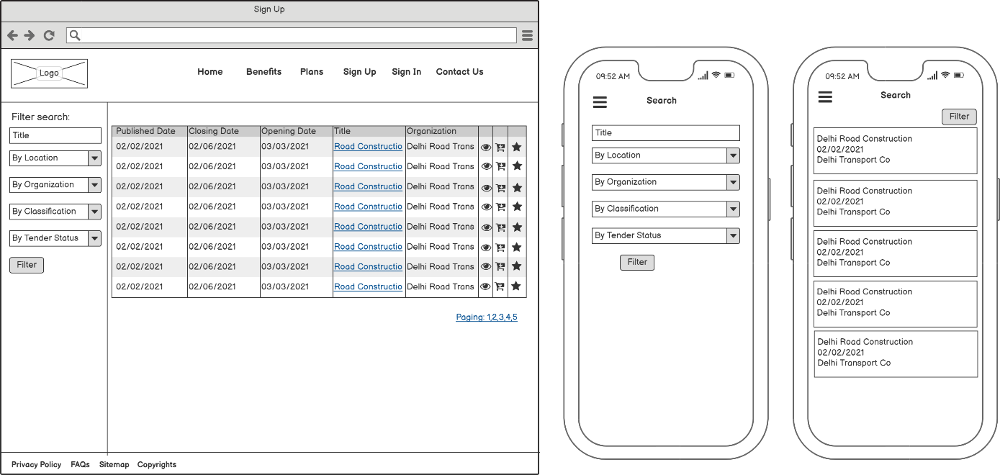 Sign Up
Logo
Home Benefits Plans Sign Up Sign In Contact Us
Filter search:
Title
By Location
By Organization
By Classification
By Tender Status
Filter
Published Date Closing Date Opening Date Title Organization
02/02/2021 02/06/2021 03/03/2021 Road Constructio Delhi Road Trans
02/02/2021 02/06/2021 03/03/2021 Road Constructio Delhi Road Trans
02/02/2021 02/06/2021 03/03/2021 Road Constructio Delhi Road Trans
02/02/2021 02/06/2021 03/03/2021 Road Constructio Delhi Road Trans
02/02/2021 02/06/2021 03/03/2021 Road Constructio Delhi Road Trans
02/02/2021 02/06/2021 03/03/2021 Road Constructio Delhi Road Trans
02/02/2021 02/06/2021 03/03/2021 Road Constructio Delhi Road Trans
02/02/2021 02/06/2021 03/03/2021 Road Constructio Delhi Road Trans
Paging: 1,2,3,4,5
Privacy Policy FAQs Sitemap Copyrights
09:52 AM
Search
Title
By Location
By Organization
By Classification
By Tender Status
Filter
09:52 AM
Search
Filter
Delhi Road Construction
02/02/2021
Delhi Transport Co
Delhi Road Construction
02/02/2021
Delhi Transport Co
Delhi Road Construction
02/02/2021
Delhi Transport Co
Delhi Road Construction
02/02/2021
Delhi Transport Co
Delhi Road Construction
02/02/2021
Delhi Transport Co